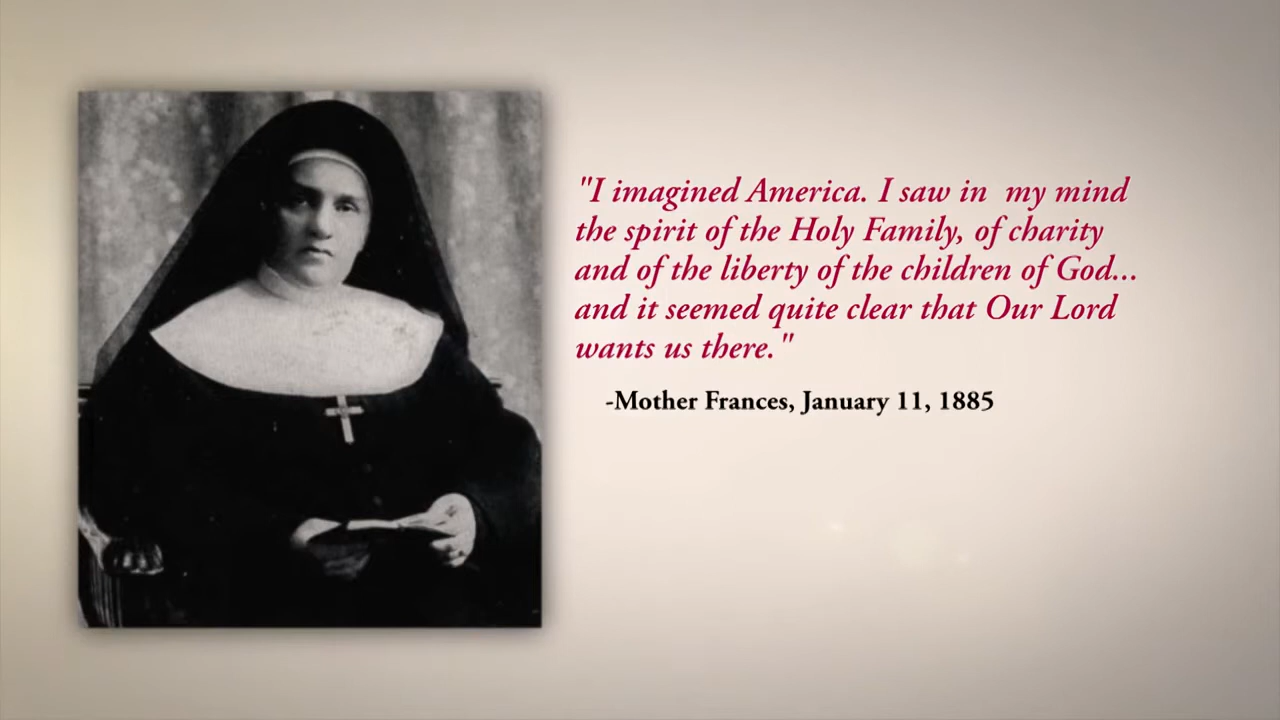 "I imagined America. I saw in  my mind
the spirit of the Holy Family, of charity
and of the liberty of the children of God...
and it seemed quite clear that Our Lord
wants us there."
-Mother Frances, January 11, 1885